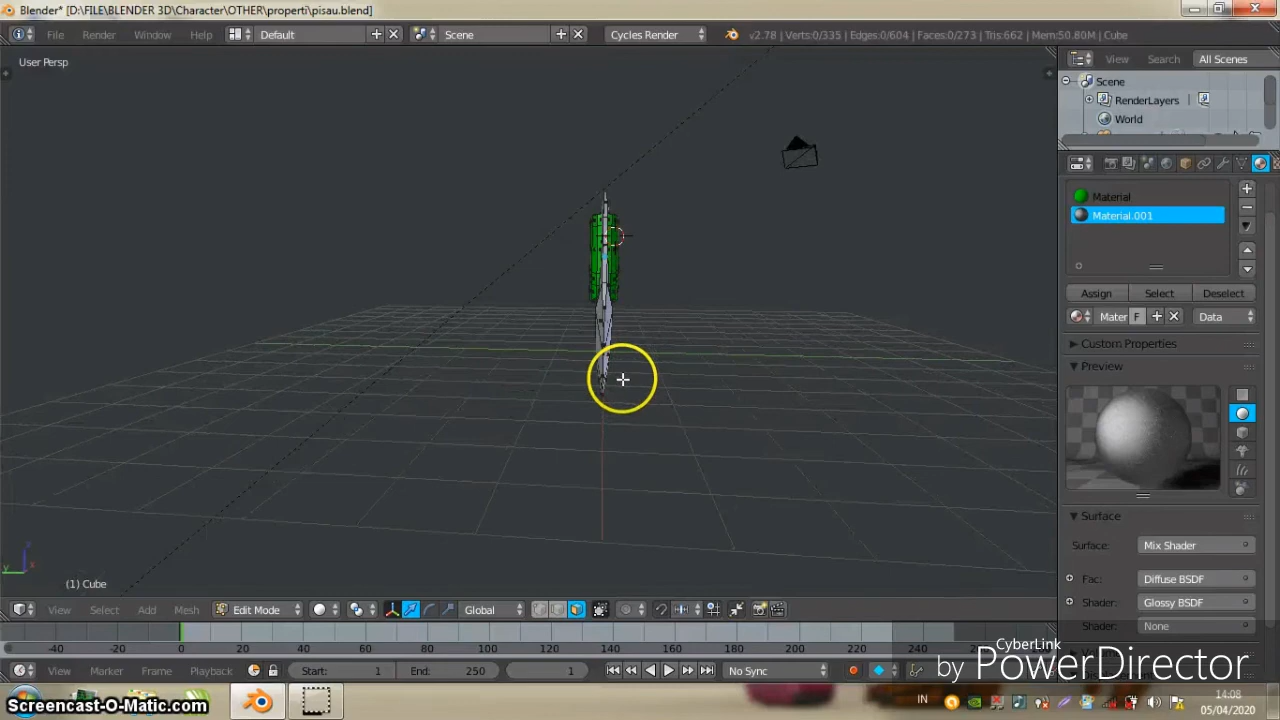 Blender* [D:\FILE\BLENDER 3D\Character\OTHER\properti\pisau.blend]
File Render Window Help Default Scene Cycles Render v2.78 | Verts:0/335 | Edges:0/604 | Faces:0/273 | Tris:662 | Mem:50.80M | Cube
User Persp
View Search All Scenes
Scene
RenderLayers
World
Material
Material.001
Assign Select Deselect
Mater F Data
Custom Properties
Preview
Surface
Surface: Mix Shader
Fac: Diffuse BSDF
Shader: Glossy BSDF
Shader: None
z
y x
(1) Cube
View Select Add Mesh Edit Mode Global
-40 -20 0 20 40 60 80 100 120 140 160 180 200 220 240 260
View Marker Frame Playback Start: 1 End: 250 1 No Sync
CyberLink
by PowerDirector
Screencast-O-Matic.com
IN
14:08
05/04/2020